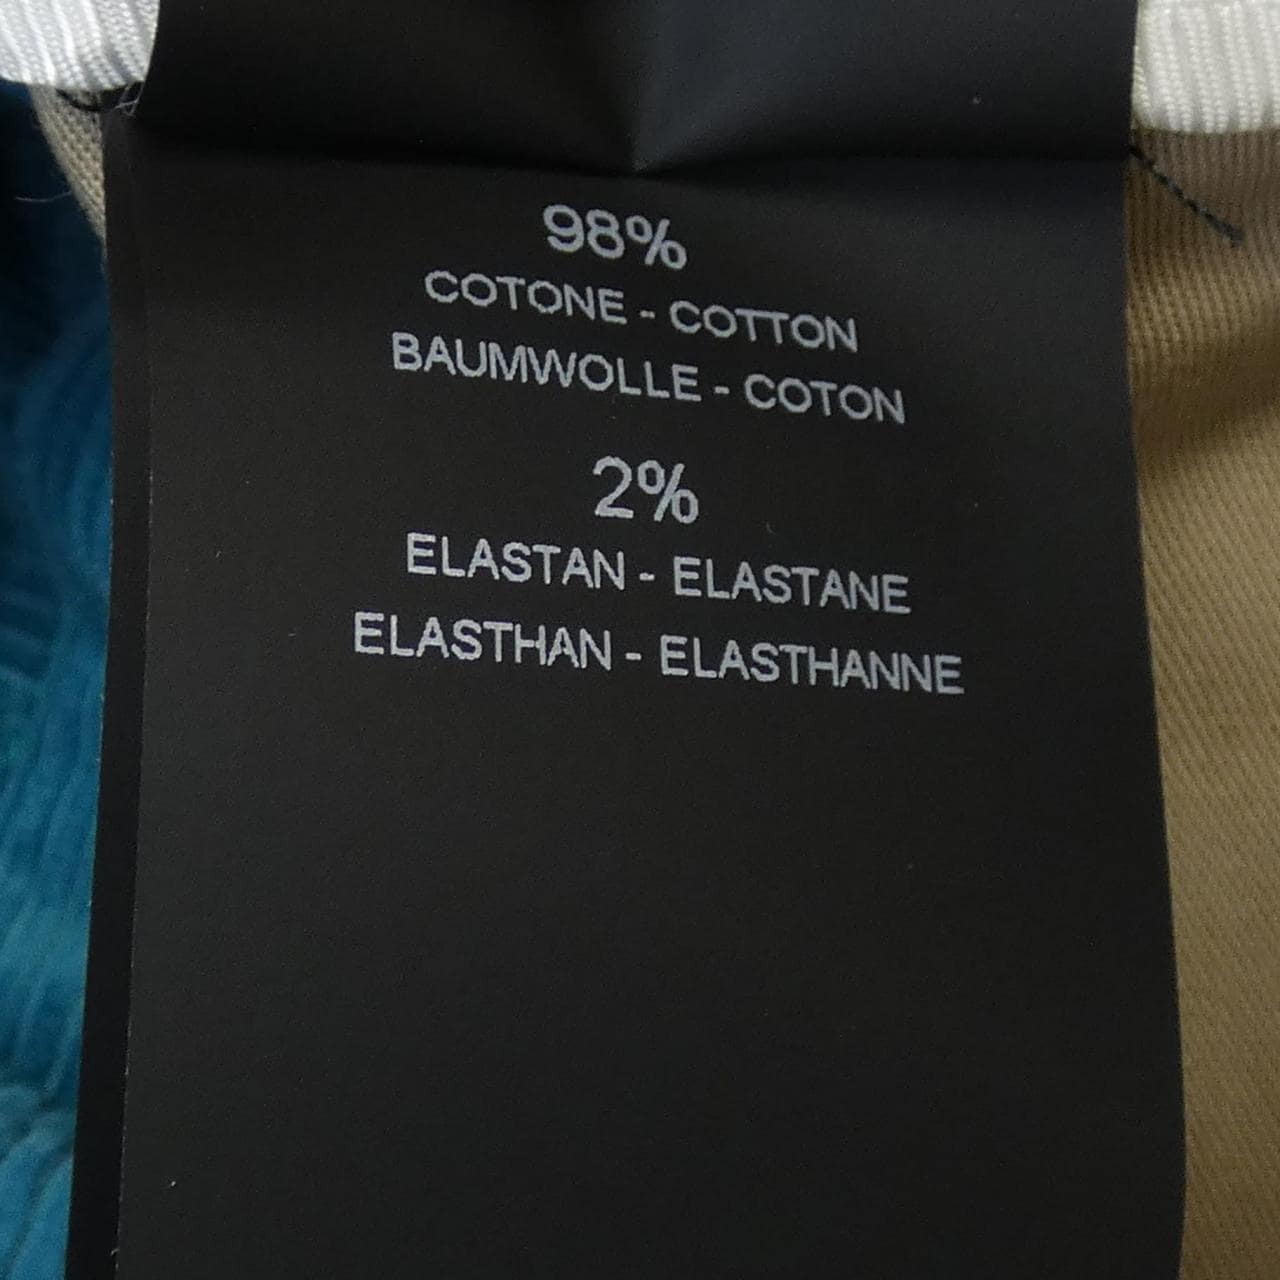 98%
COTONE - COTTON
BAUMWOLLE - COTON
2%
ELASTAN - ELASTANE
ELASTHAN - ELASTHANNE